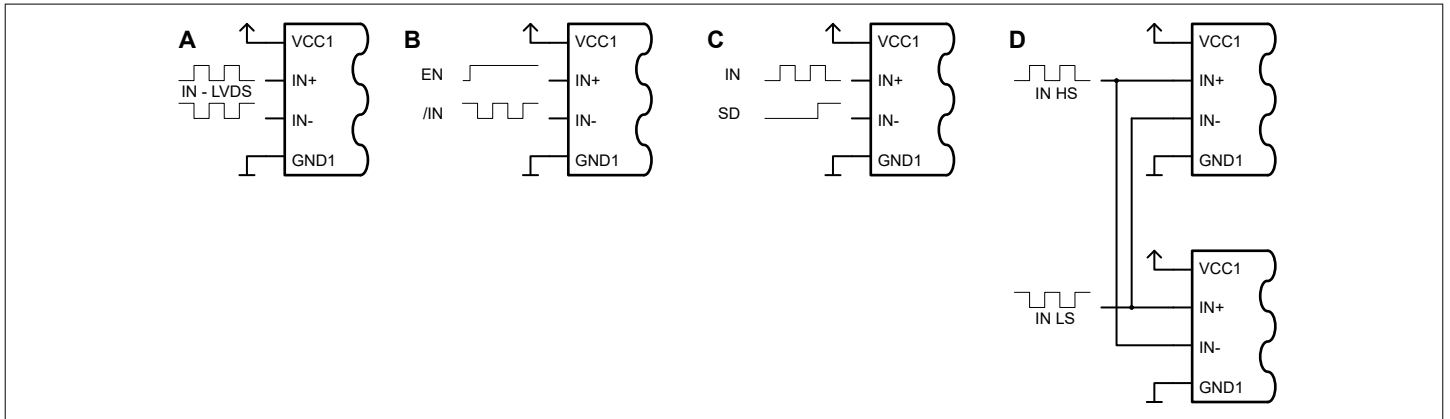 A
VCC1
IN+
IN-
GND1
IN - LVDS
B
EN
/IN
VCC1
IN+
IN-
GND1
C
IN
SD
VCC1
IN+
IN-
GND1
D
IN HS
VCC1
IN+
IN-
GND1
IN LS
VCC1
IN+
IN-
GND1